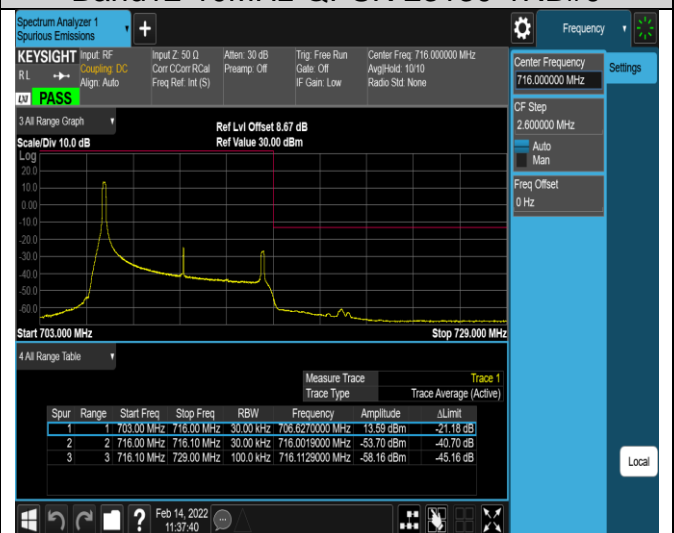 Spectrum Analyzer 1
Spurious Emissions
+
Frequency
KEYSIGHT
RL
Input: RF
Coupling: DC
Align: Auto
Input Z: 50 Ω
Corr CCorr RCal
Freq Ref: Int (S)
Atten: 30 dB
Preamp: Off
Trig: Free Run
Gate: Off
IF Gain: Low
Center Freq: 716.000000 MHz
Avg|Hold: 10/10
Radio Std: None
PASS
Center Frequency
716.000000 MHz
Settings
CF Step
2.600000 MHz
Auto
Man
Freq Offset
0 Hz
3 All Range Graph
Scale/Div 10.0 dB
Ref Lvl Offset 8.67 dB
Ref Value 30.00 dBm
Log
20.0
10.0
0.00
-10.0
-20.0
-30.0
-40.0
-50.0
-60.0
Start 703.000 MHz
Stop 729.000 MHz
4 All Range Table
Measure Trace Trace 1
Trace Type Trace Average (Active)
Spur Range Start Freq Stop Freq RBW Frequency Amplitude ΔLimit
1 1 703.00 MHz 716.00 MHz 30.00 kHz 706.6270000 MHz 13.59 dBm -21.18 dB
2 2 716.00 MHz 716.10 MHz 30.00 kHz 716.0019000 MHz -53.70 dBm -40.70 dB
3 3 716.10 MHz 729.00 MHz 100.0 kHz 716.1129000 MHz -58.16 dBm -45.16 dB
Local
?
Feb 14, 2022
11:37:40